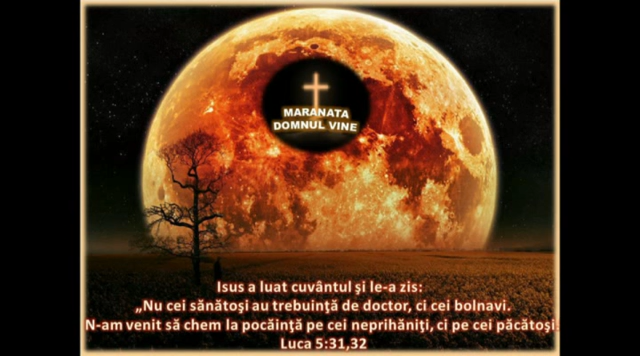 MARANATA
DOMNUL VINE
Isus a luat cuvântul şi le-a zis:
„Nu cei sănătoşi au trebuinţă de doctor, ci cei bolnavi.
N-am venit să chem la pocăinţă pe cei neprihăniţi, ci pe cei păcătoşi.
Luca 5:31,32